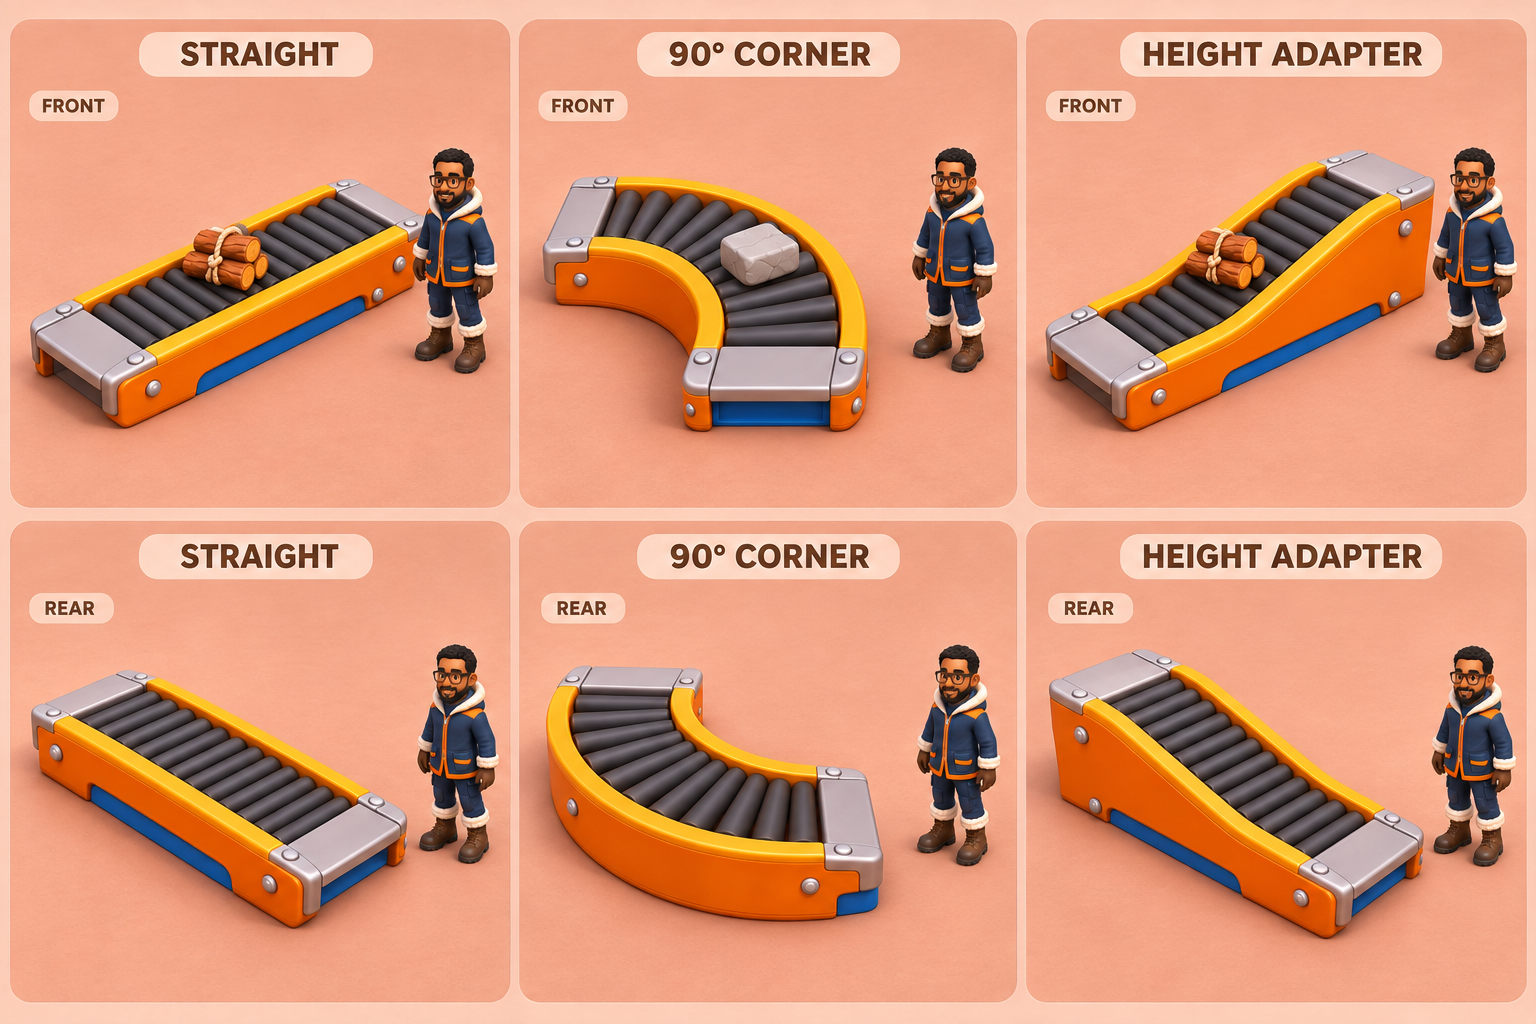 STRAIGHT
FRONT
90° CORNER
FRONT
HEIGHT ADAPTER
FRONT
STRAIGHT
REAR
90° CORNER
REAR
HEIGHT ADAPTER
REAR